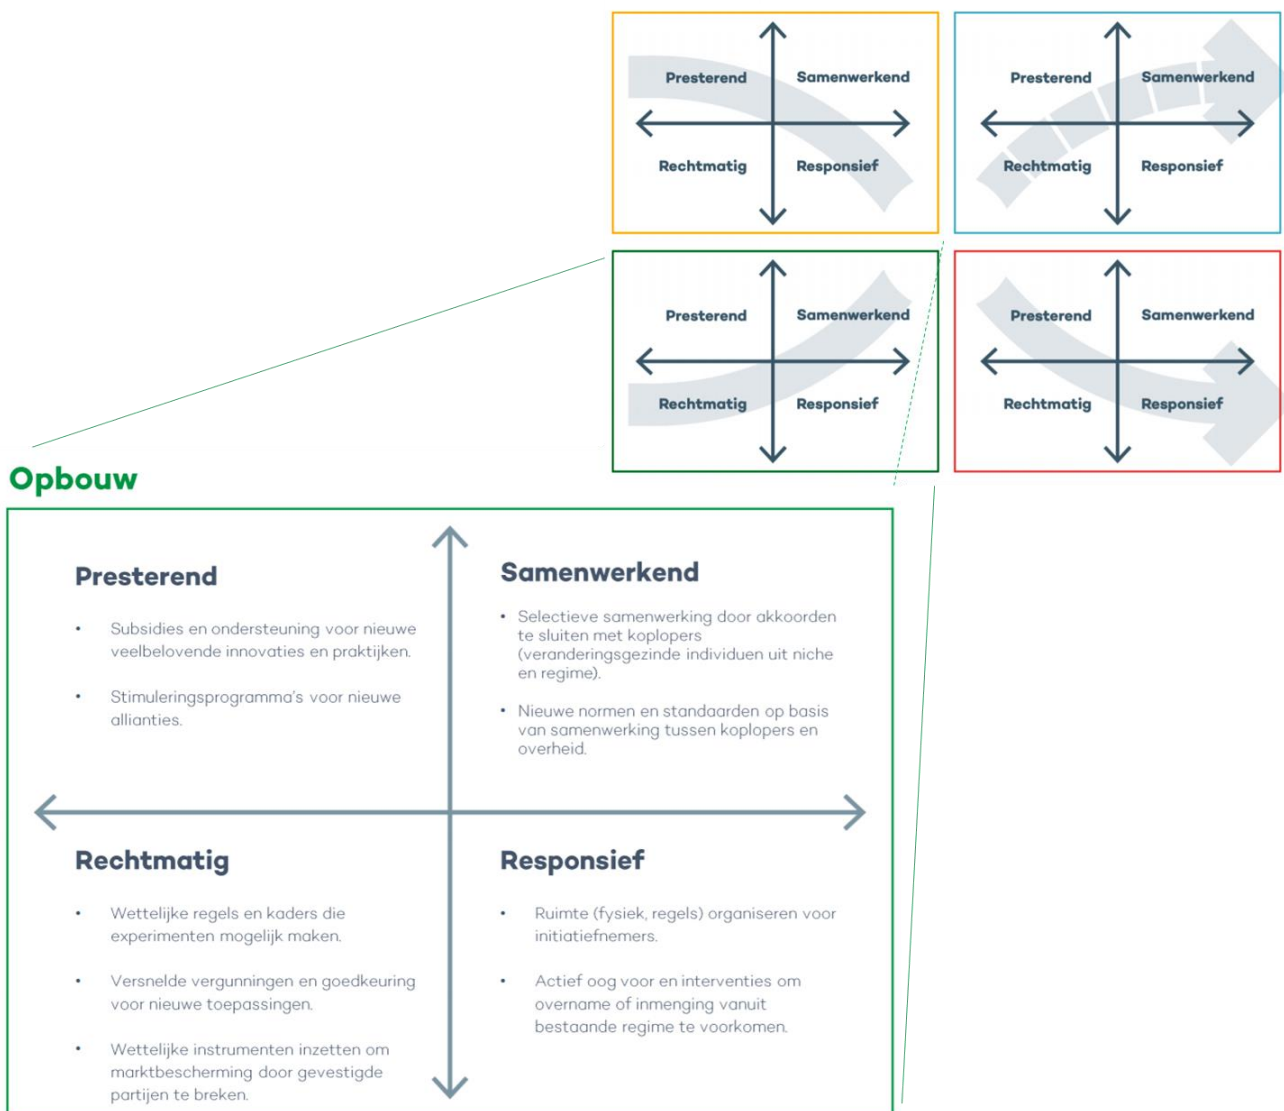 Presterend
Samenwerkend
Rechtmatig
Responsief
Presterend
Samenwerkend
Rechtmatig
Responsief
Presterend
Samenwerkend
Rechtmatig
Responsief
Presterend
Samenwerkend
Rechtmatig
Responsief
Opbouw
Presterend
• Subsidies en ondersteuning voor nieuwe
veelbelovende innovaties en praktijken.
• Stimuleringsprogramma's voor nieuwe
allianties.
Samenwerkend
• Selectieve samenwerking door akkoorden
te sluiten met koplopers
(veranderingsgezinde individuen uit niche
en regime).
• Nieuwe normen en standaarden op basis
van samenwerking tussen koplopers en
overheid.
Rechtmatig
• Wettelijke regels en kaders die
experimenten mogelijk maken.
• Versnelde vergunningen en goedkeuring
voor nieuwe toepassingen.
• Wettelijke instrumenten inzetten om
marktbescherming door gevestigde
partijen te breken.
Responsief
• Ruimte (fysiek, regels) organiseren voor
initiatiefnemers.
• Actief oog voor en interventies om
overname of inmenging vanuit
bestaande regime te voorkomen.